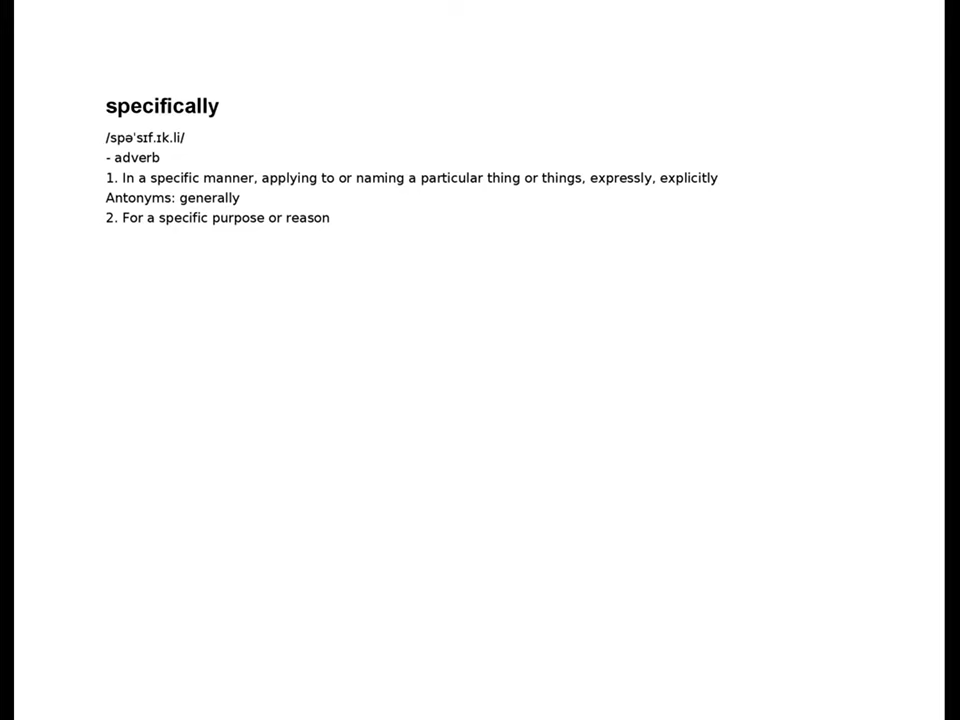 specifically
/spəˈsɪf.ɪk.li/
- adverb
1. In a specific manner, applying to or naming a particular thing or things, expressly, explicitly
Antonyms: generally
2. For a specific purpose or reason